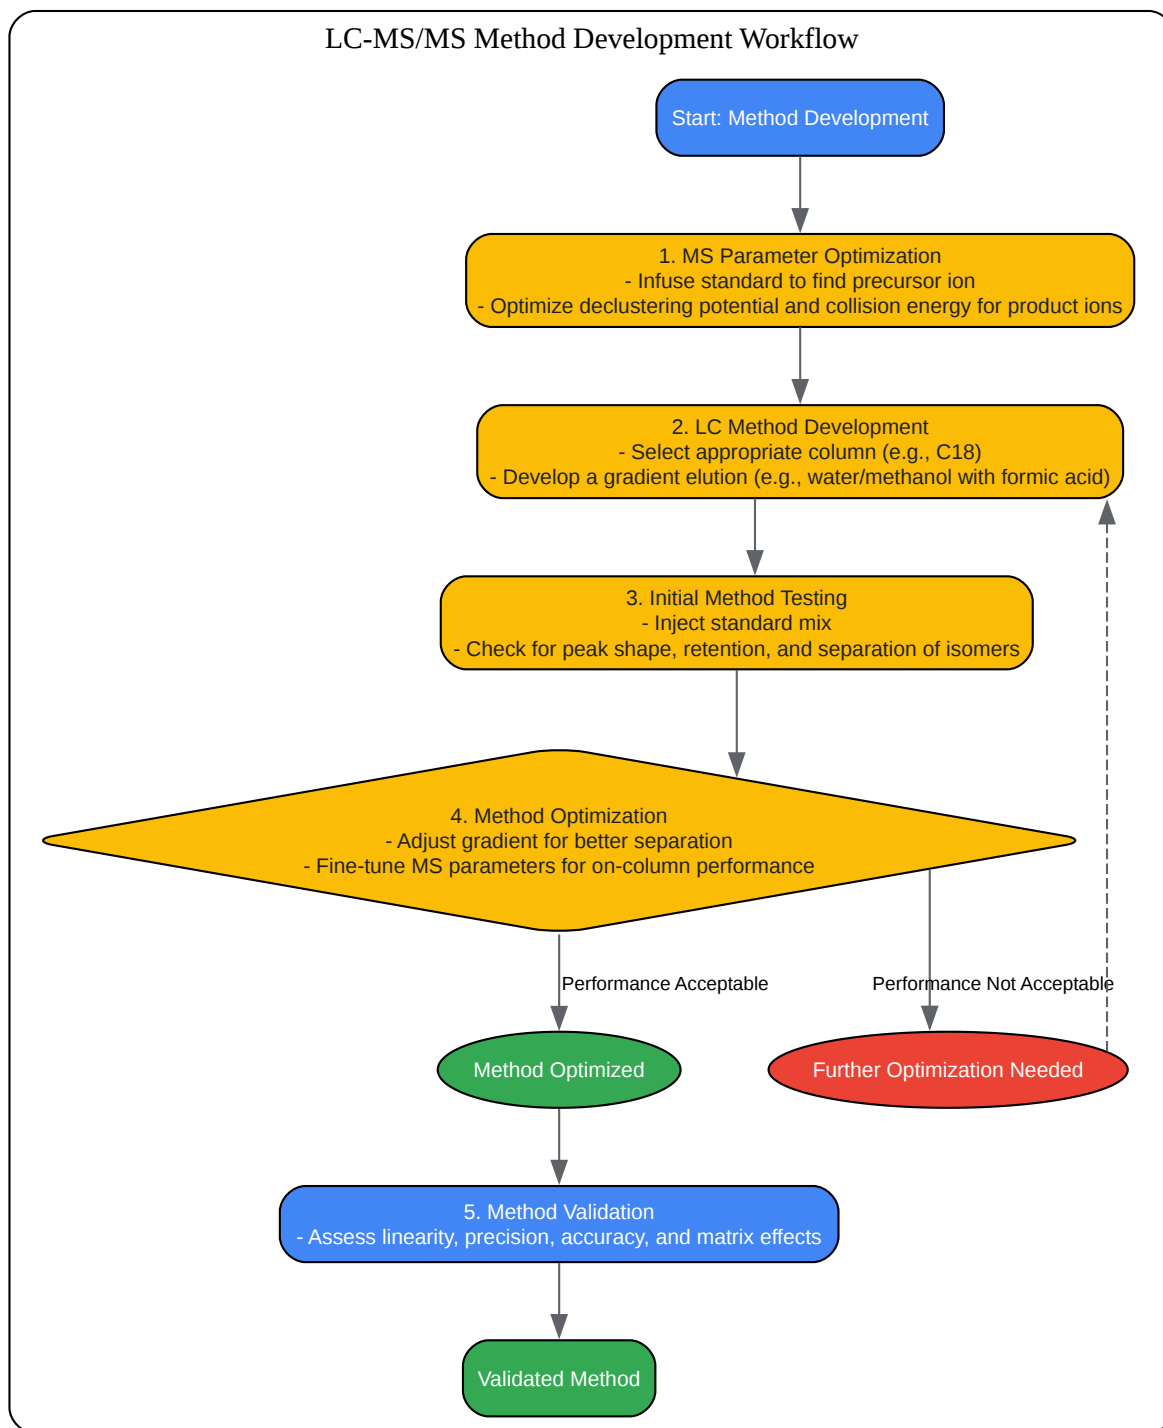 LC-MS/MS Method Development Workflow
Start: Method Development
1. MS Parameter Optimization
- Infuse standard to find precursor ion
- Optimize declustering potential and collision energy for product ions
2. LC Method Development
- Select appropriate column (e.g., C18)
- Develop a gradient elution (e.g., water/methanol with formic acid)
3. Initial Method Testing
- Inject standard mix
- Check for peak shape, retention, and separation of isomers
4. Method Optimization
- Adjust gradient for better separation
- Fine-tune MS parameters for on-column performance
Performance Acceptable
Performance Not Acceptable
Method Optimized
Further Optimization Needed
5. Method Validation
- Assess linearity, precision, accuracy, and matrix effects
Validated Method